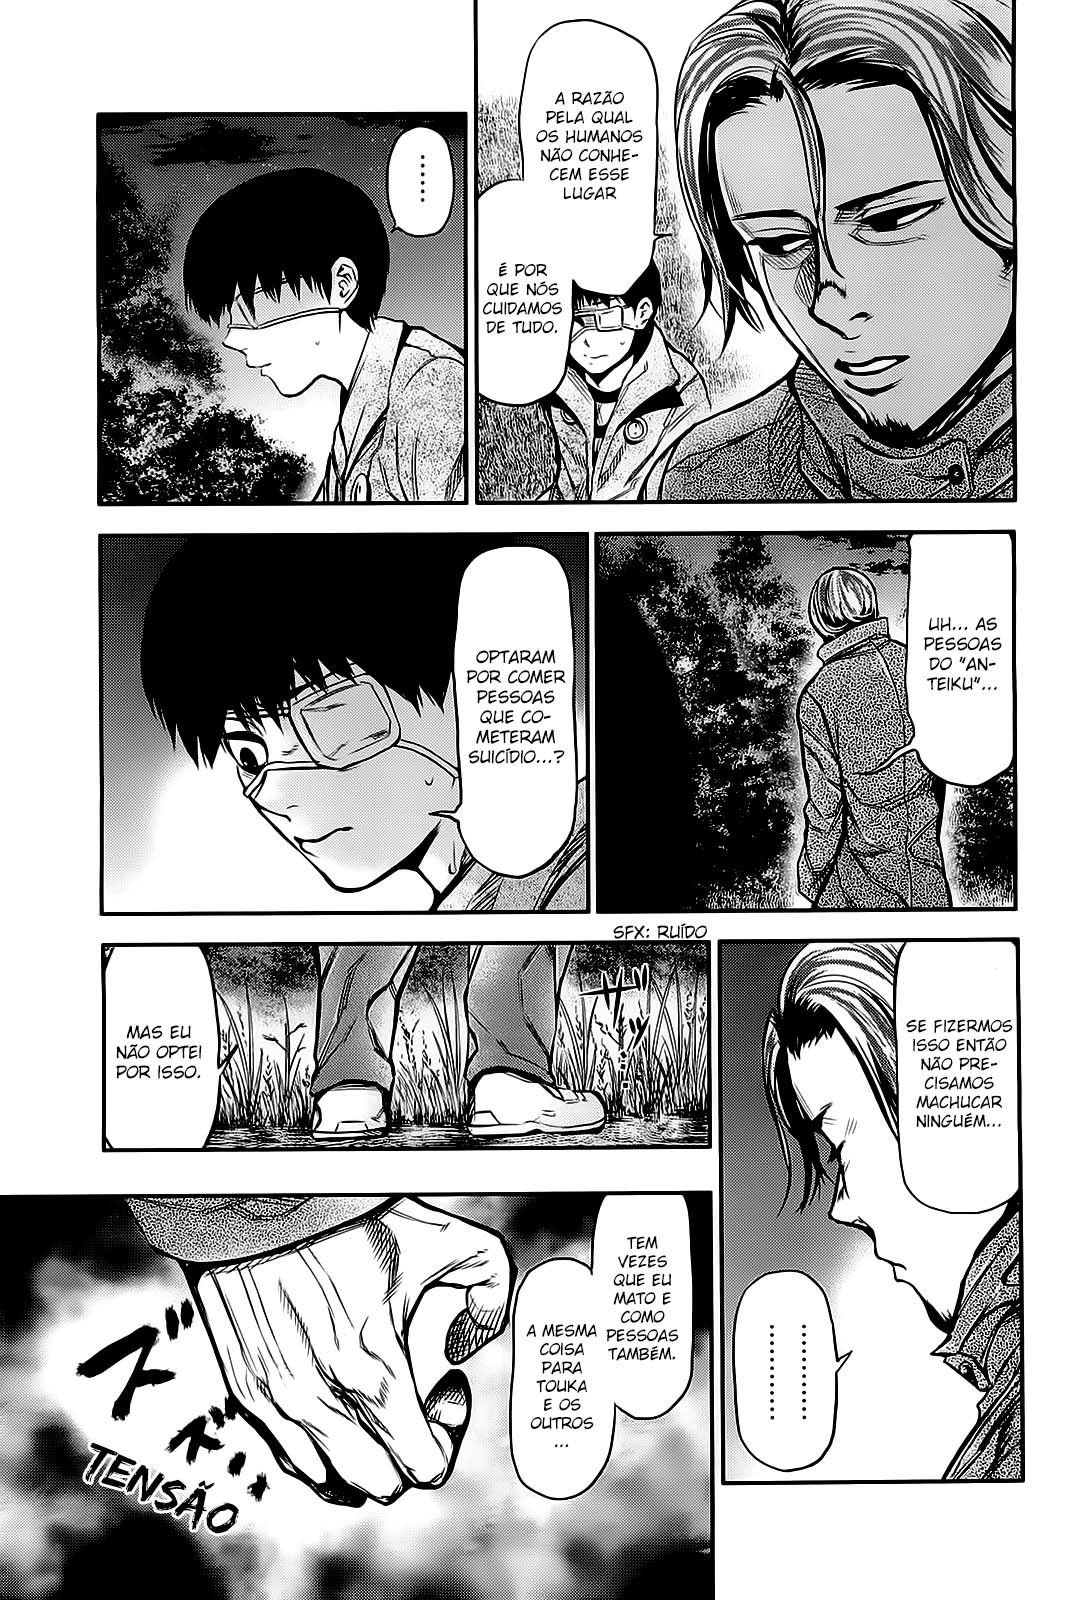 A RAZÃO
PELA QUAL
OS HUMANOS
NÃO CONHE-
CEM ESSE
LUGAR
É POR
QUE NÓS
CUIDAMOS
DE TUDO.
......
UH... AS
PESSOAS
DO "AN-
TEIKU"...
OPTARAM
POR COMER
PESSOAS
QUE CO-
METERAM
SUICÍDIO...?
SE FIZERMOS
ISSO ENTÃO
NÃO PRE-
CISAMOS
MACHUCAR
NINGUÉM...
SFX: RUÍDO
MAS EU
NÃO OPTEI
POR ISSO.
TEM
VEZES
QUE EU
MATO E
COMO
PESSOAS
TAMBÉM.
A MESMA
COISA
PARA
TOUKA
E OS
OUTROS
...
ズズ...
TENSÃO